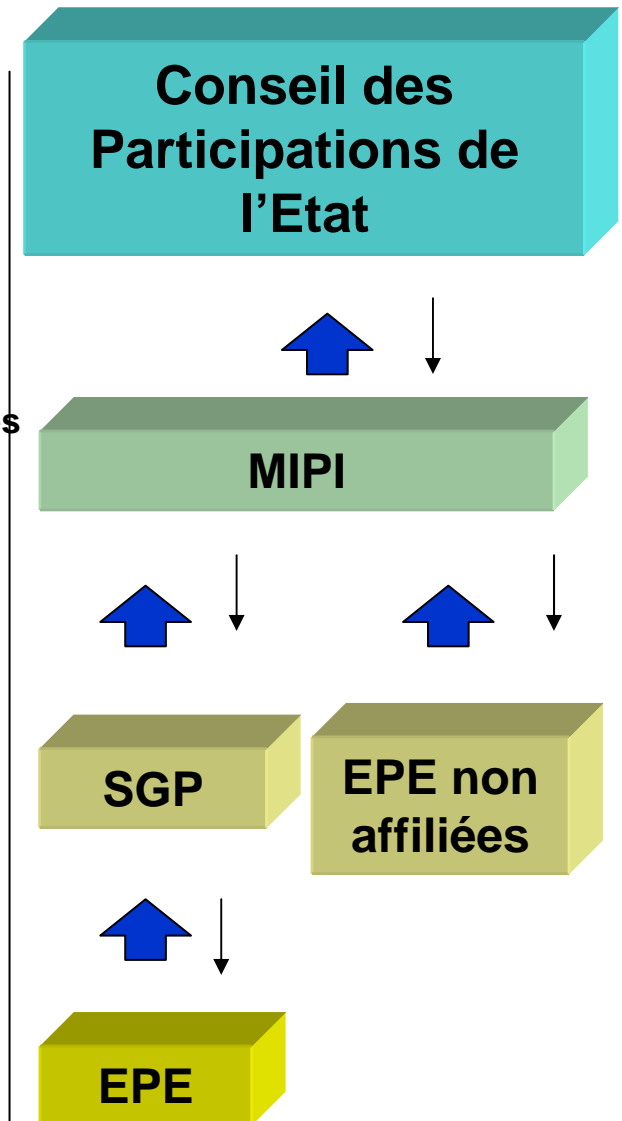 Conseil des
Participations de
l’Etat
s
MIPI
SGP
EPE non
affiliées
EPE